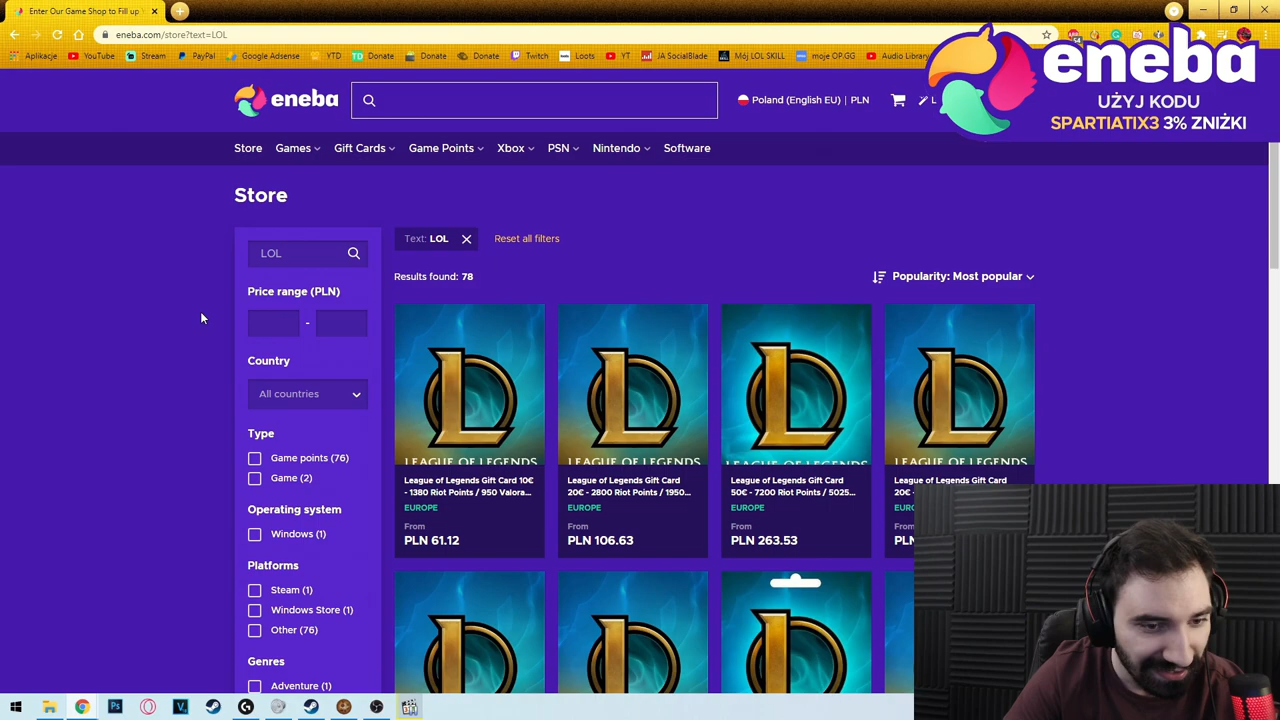 Enter Our Game Shop to Fill up
eneba.com/store?text=LOL
Aplikacje
YouTube
Stream
PayPal
Google Adsense
YTD
Donate
Donate
Donate
Twitch
Loots
YT
JA SocialBlade
Mój LOL SKILL
moje OP.GG
Audio Library
eneba
UŻYJ KODU
SPARTIATIX3 3% ZNIŻKI
eneba
Poland (English EU) | PLN
L
Store
Games
Gift Cards
Game Points
Xbox
PSN
Nintendo
Software
Store
LOL
Price range (PLN)
-
Country
All countries
Type
Game points (76)
Game (2)
Operating system
Windows (1)
Platforms
Steam (1)
Windows Store (1)
Other (76)
Genres
Adventure (1)
Text: LOL
Reset all filters
Results found: 78
Popularity: Most popular
LEAGUE OF LEGENDS
League of Legends Gift Card 10€
- 1380 Riot Points / 950 Valora...
EUROPE
From
PLN 61.12
LEAGUE OF LEGENDS
League of Legends Gift Card
20€ - 2800 Riot Points / 1950...
EUROPE
From
PLN 106.63
LEAGUE OF LEGENDS
League of Legends Gift Card
50€ - 7200 Riot Points / 5025...
EUROPE
From
PLN 263.53
LEAGUE OF LEGENDS
League of Legends Gift Card